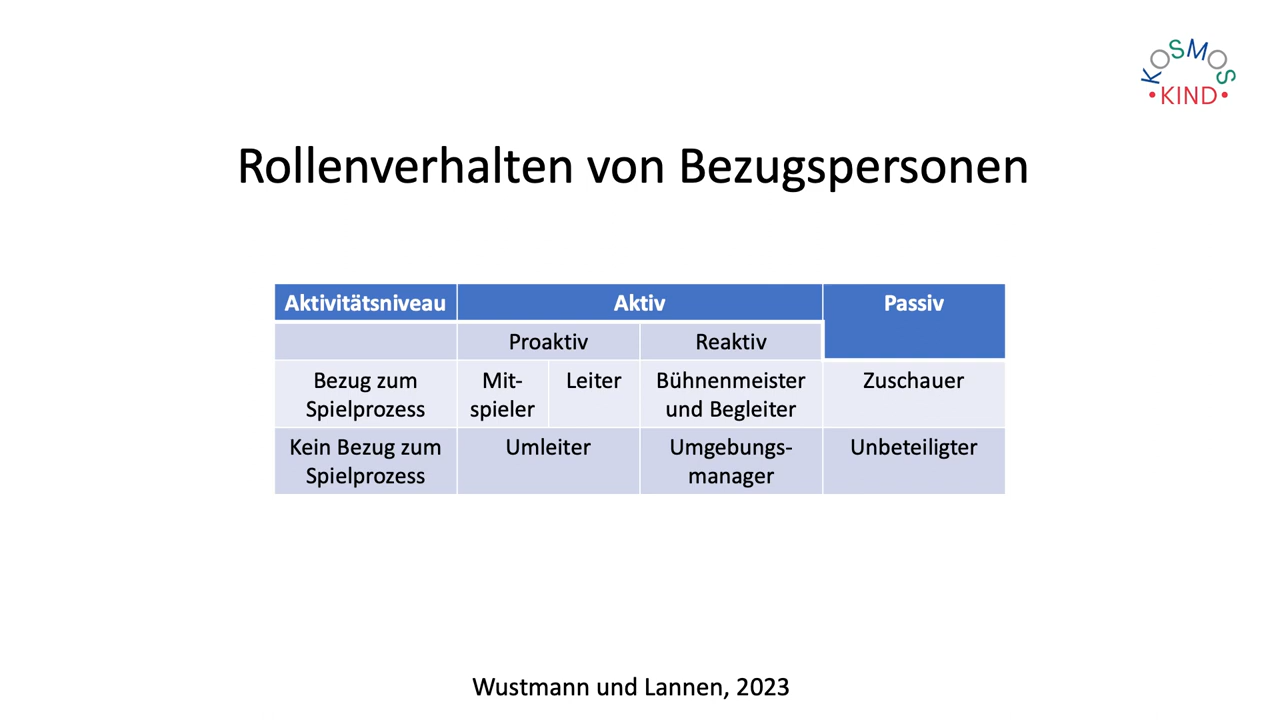 KOSMOS
•KIND•
Rollenverhalten von Bezugspersonen
Aktivitätsniveau Aktiv Passiv
Proaktiv Reaktiv
Bezug zum Mit- Leiter Bühnenmeister Zuschauer
Spielprozess spieler und Begleiter
Kein Bezug zum Umleiter Umgebungs- Unbeteiligter
Spielprozess manager
Wustmann und Lannen, 2023